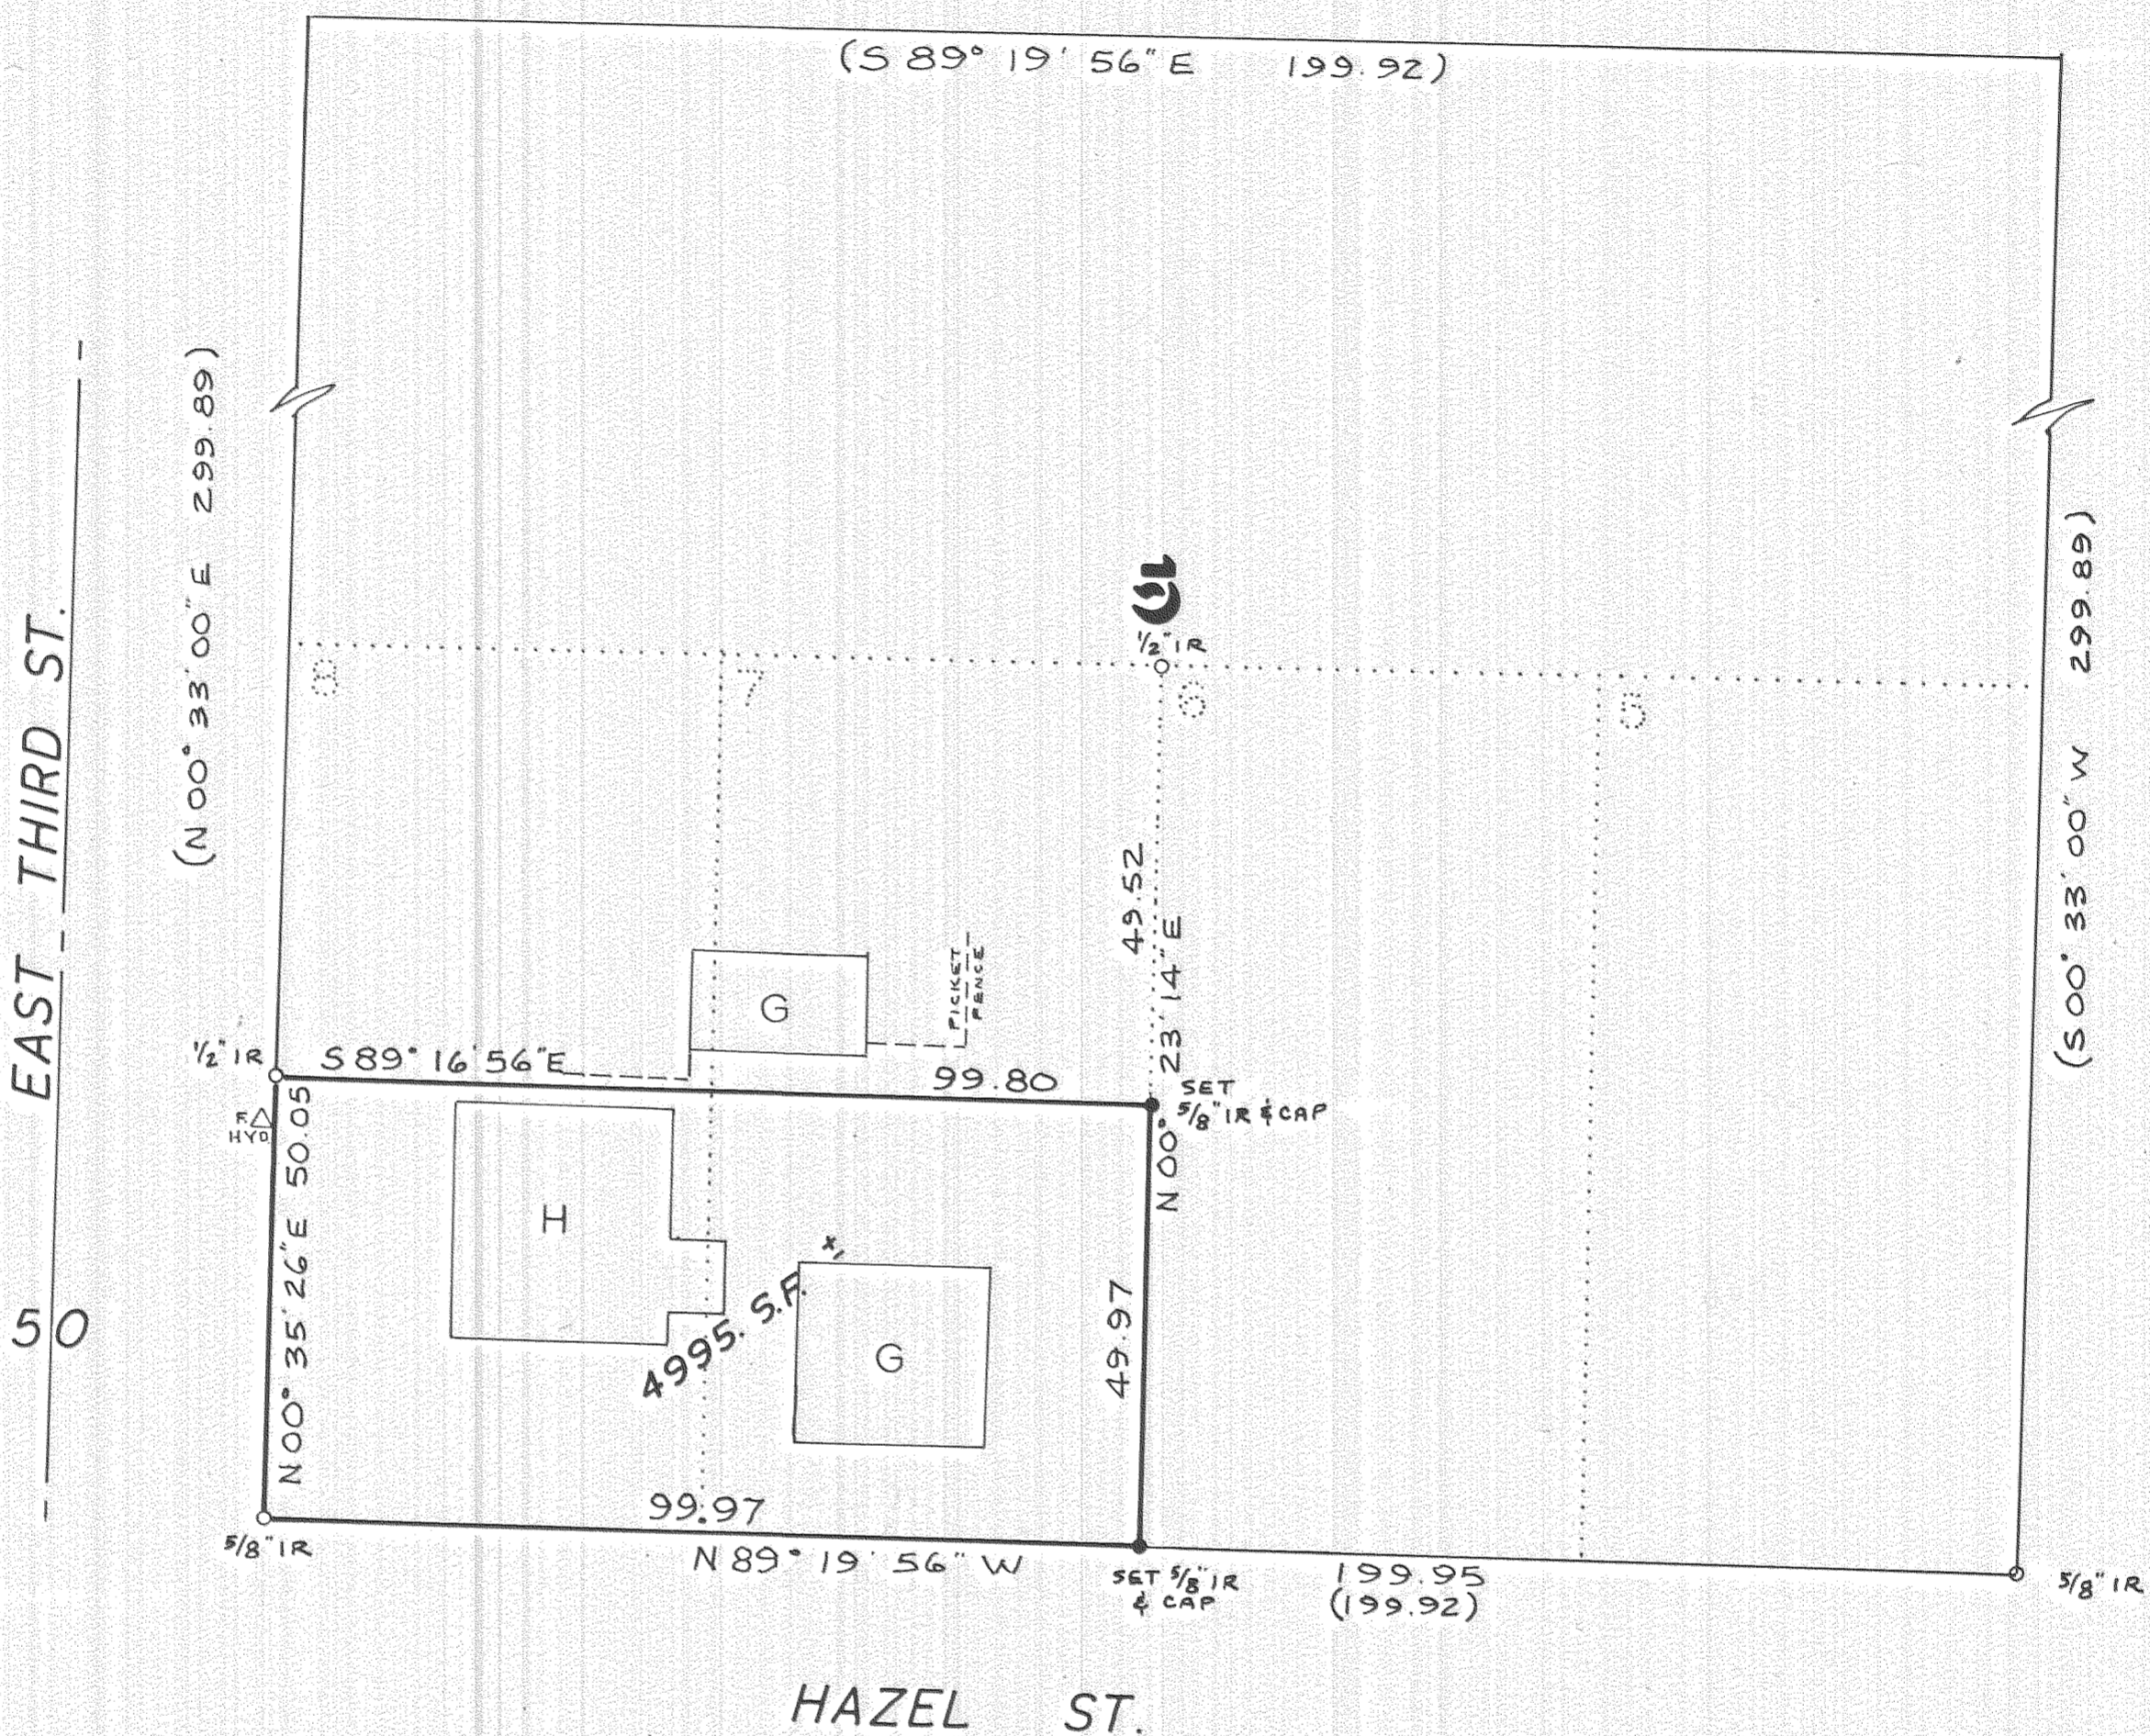 (S 89° 19' 56" E 199.92)
(N 00° 33' 00" E 299.89)
(S 00° 33' 00" W 299.89)
EAST THIRD ST.
50
1/2" IR
8
7
6
5
49.52
N 00° 23' 14" E
PICKET
FENCE
G
1/2" IR
S 89° 16' 56" E
99.80
SET
5/8" IR & CAP
F
HYD
N 00° 35' 26" E 50.05
H
4995. S.F.
X
G
49.97
99.97
5/8" IR
N 89° 19' 56" W
SET 5/8" IR
& CAP
199.95
(199.92)
5/8" IR
HAZEL ST.